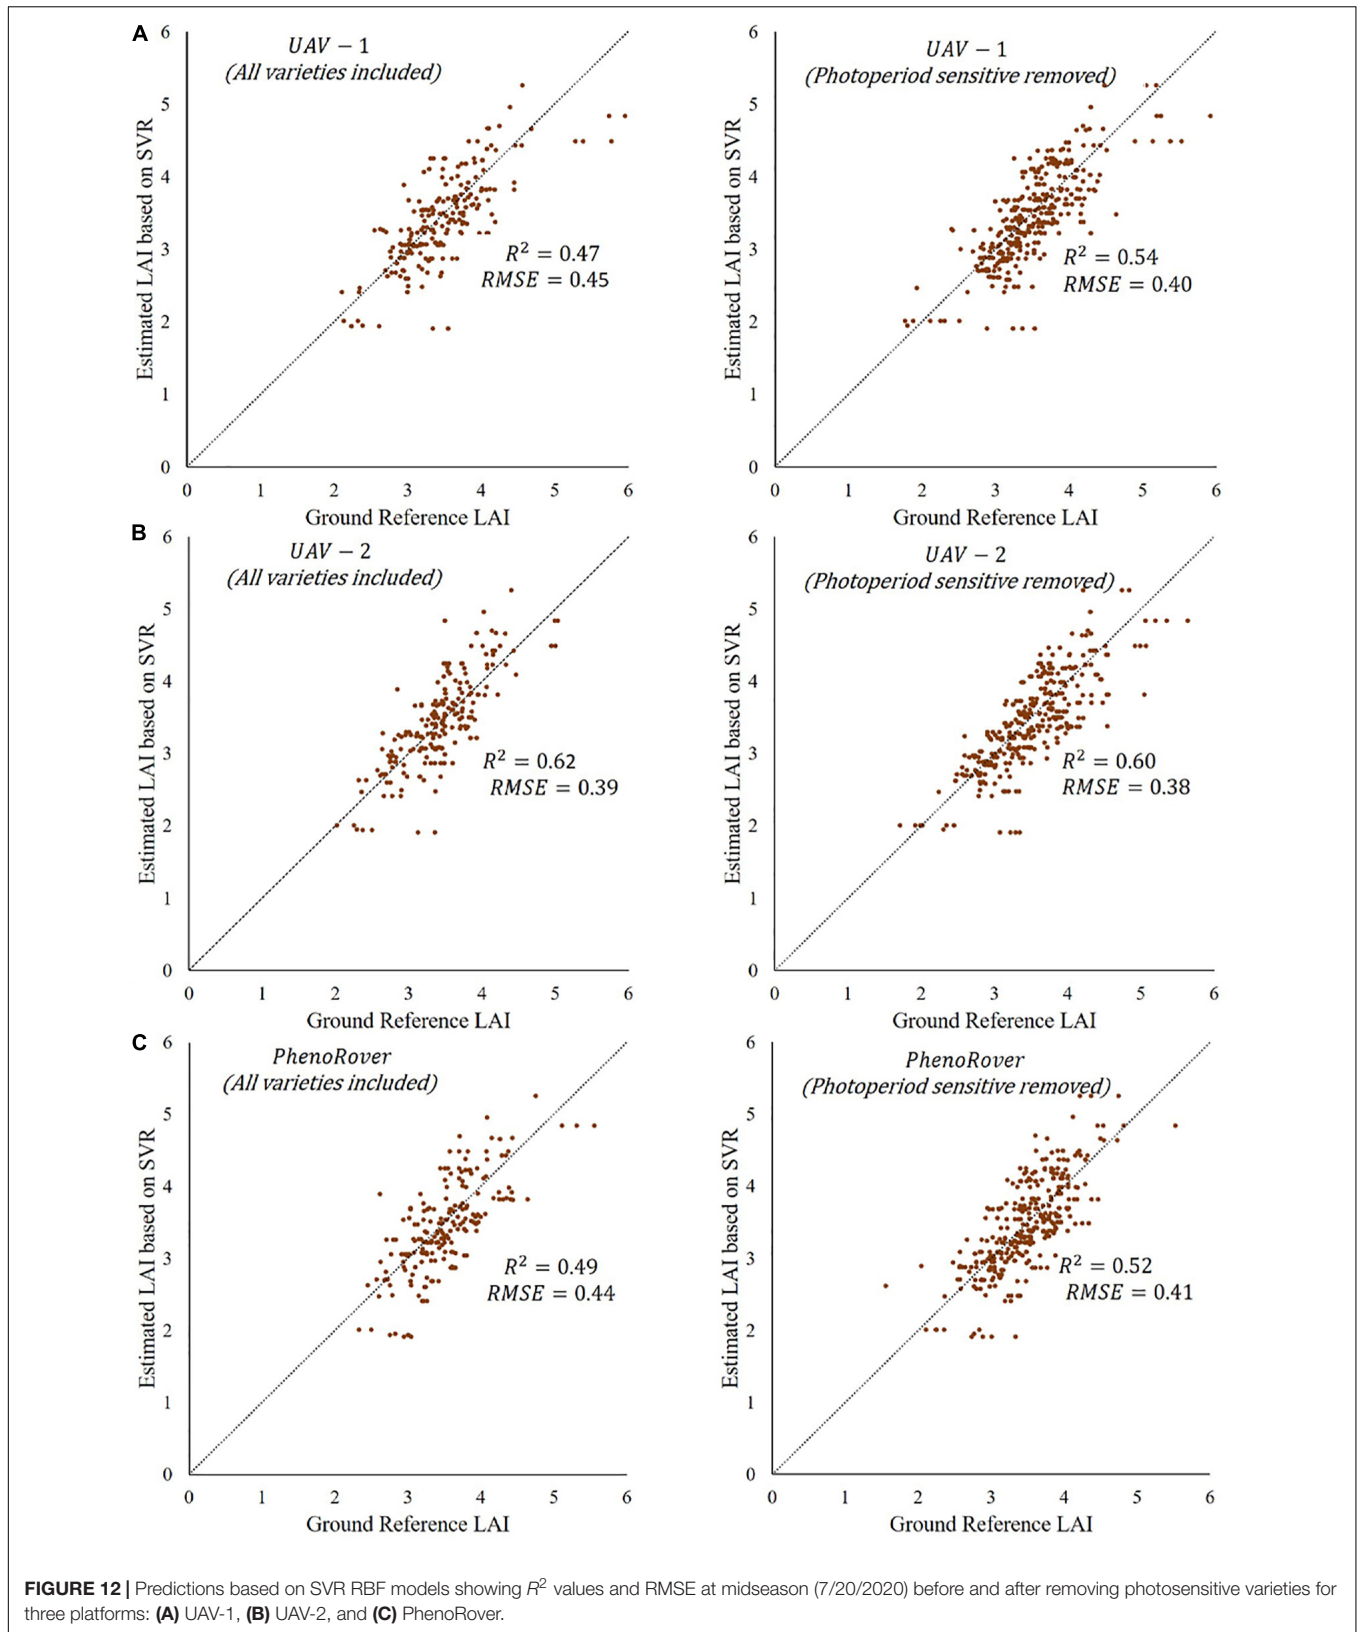 A
UAV − 1
(All varieties included)
Estimated LAI based on SVR
6
5
4
3
2
1
0
R² = 0.47
RMSE = 0.45
0 1 2 3 4 5 6
Ground Reference LAI
UAV − 1
(Photoperiod sensitive removed)
Estimated LAI based on SVR
6
5
4
3
2
1
0
R² = 0.54
RMSE = 0.40
0 1 2 3 4 5 6
Ground Reference LAI
B
UAV − 2
(All varieties included)
Estimated LAI based on SVR
6
5
4
3
2
1
0
R² = 0.62
RMSE = 0.39
0 1 2 3 4 5 6
Ground Reference LAI
UAV − 2
(Photoperiod sensitive removed)
Estimated LAI based on SVR
6
5
4
3
2
1
0
R² = 0.60
RMSE = 0.38
0 1 2 3 4 5 6
Ground Reference LAI
C
PhenoRover
(All varieties included)
Estimated LAI based on SVR
6
5
4
3
2
1
0
R² = 0.49
RMSE = 0.44
0 1 2 3 4 5 6
Ground Reference LAI
PhenoRover
(Photoperiod sensitive removed)
Estimated LAI based on SVR
6
5
4
3
2
1
0
R² = 0.52
RMSE = 0.41
0 1 2 3 4 5 6
Ground Reference LAI
FIGURE 12 | Predictions based on SVR RBF models showing R² values and RMSE at midseason (7/20/2020) before and after removing photosensitive varieties for
three platforms: (A) UAV-1, (B) UAV-2, and (C) PhenoRover.